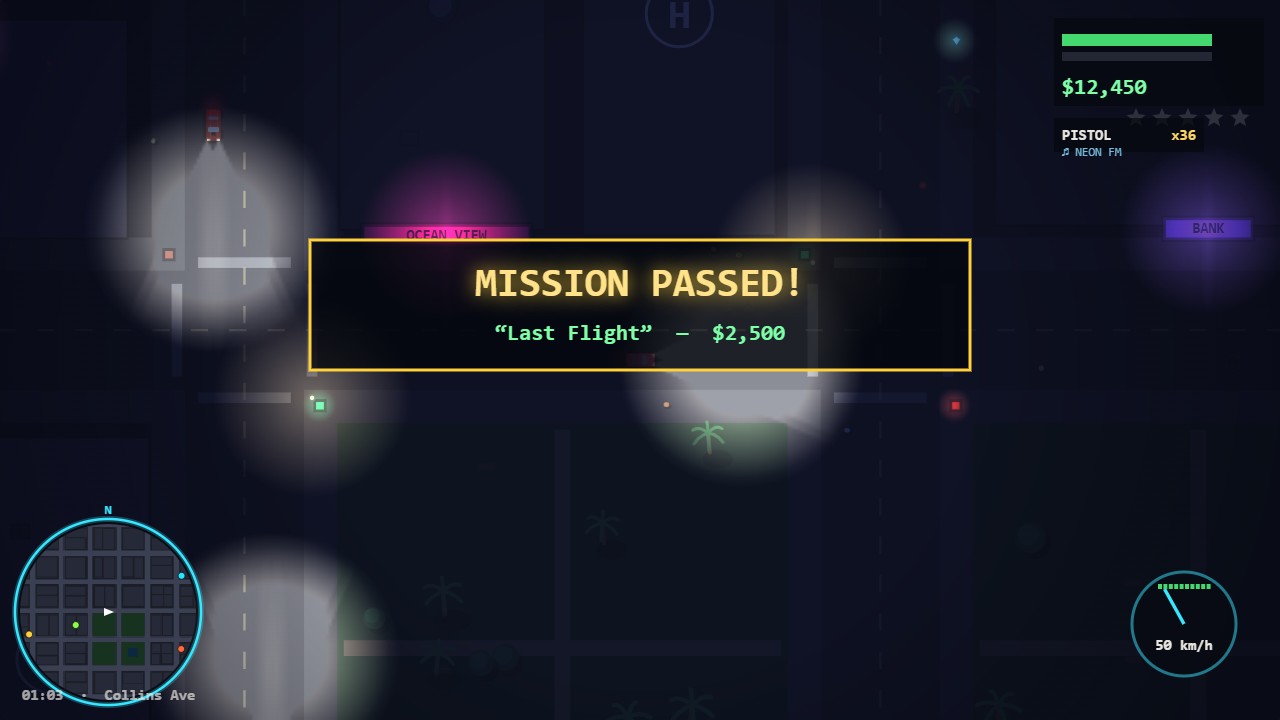 H
$12,450
PISTOL x36
♬ NEON FM
OCEAN VIEW
BANK
MISSION PASSED!
“Last Flight” — $2,500
N
50 km/h
01:03 · Collins Ave